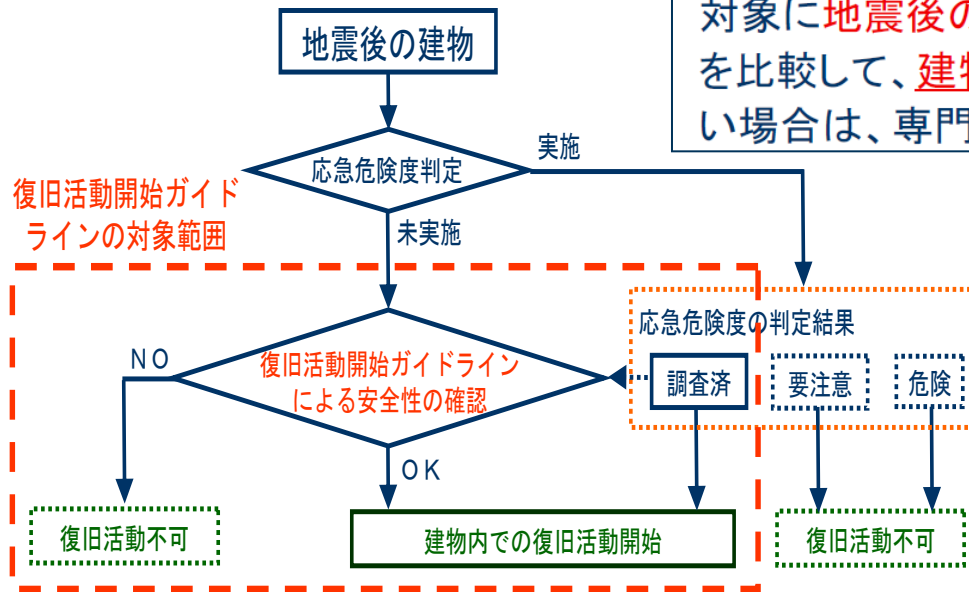 地震後の建物
対象に地震後の
を比較して、建物
い場合は、専門
応急危険度判定
実施
未実施
復旧活動開始ガイド
ラインの対象範囲
応急危険度の判定結果
NO
復旧活動開始ガイドライン
による安全性の確認
調査済
要注意
危険
OK
復旧活動不可
建物内での復旧活動開始
復旧活動不可